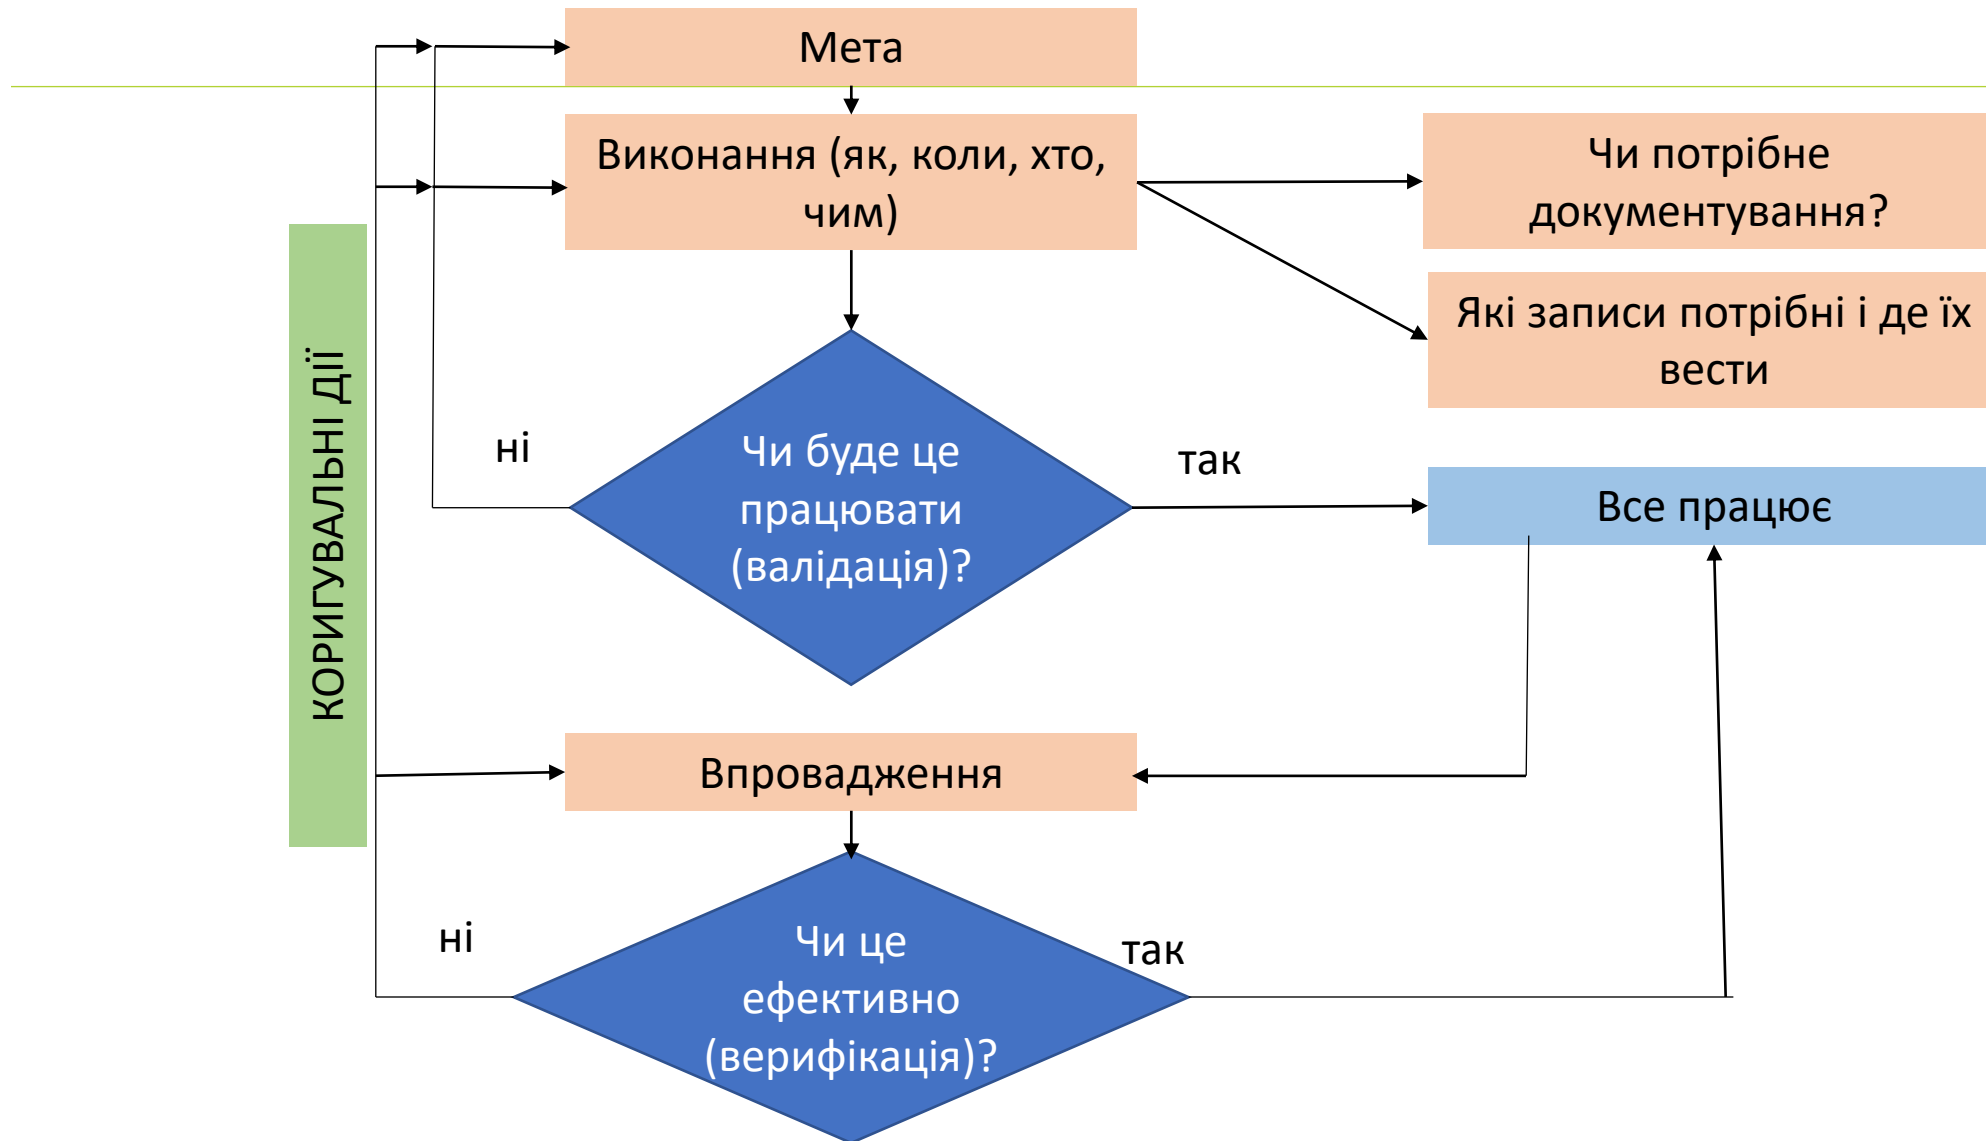 Мета
Виконання (як, коли, хто,
чим)
Чи потрібне
документування?
Які записи потрібні і де їх
вести
КОРИГУВАЛЬНІ ДІЇ
ні
Чи буде це
працювати
(валідація)?
так
Все працює
Впровадження
ні
Чи це
ефективно
(верифікація)?
так